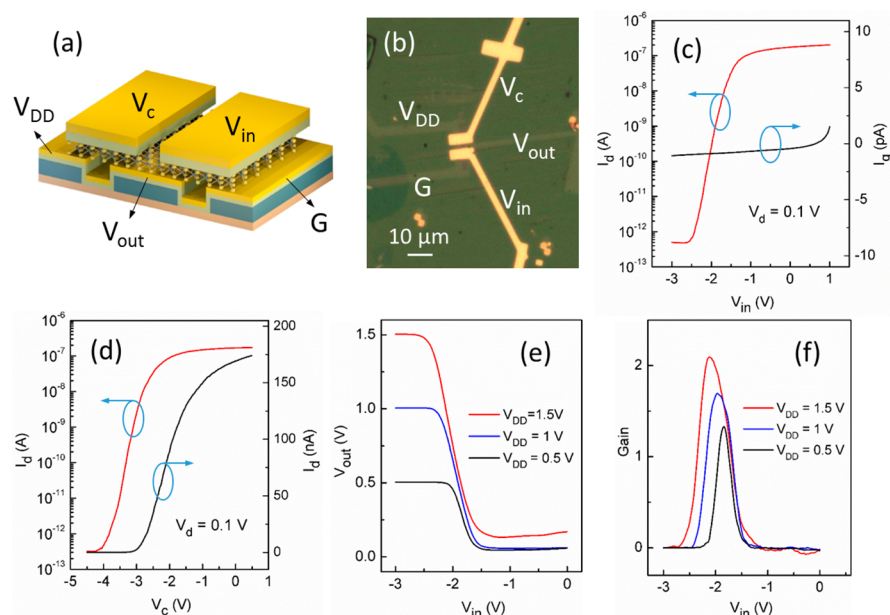 (a)
V_DD
V_c
V_in
V_out
G
(b)
V_c
V_DD
V_out
G
V_in
10 μm
(c)
I_d (A)
10^-6
10^-7
10^-8
10^-9
10^-10
10^-11
10^-12
10^-13
10
5
0
-5
-10
I_g (pA)
V_d = 0.1 V
-3 -2 -1 0 1
V_in (V)
(d)
I_d (A)
10^-6
10^-7
10^-8
10^-9
10^-10
10^-11
10^-12
10^-13
200
150
100
50
0
I_d (nA)
V_d = 0.1 V
-5 -4 -3 -2 -1 0 1
V_c (V)
(e)
V_out (V)
1.5
1.0
0.5
0.0
V_DD=1.5V
V_DD = 1 V
V_DD = 0.5 V
-3 -2 -1 0
V_in (V)
(f)
Gain
2
1
0
V_DD = 1.5 V
V_DD = 1 V
V_DD = 0.5 V
-3 -2 -1 0
V_in (V)